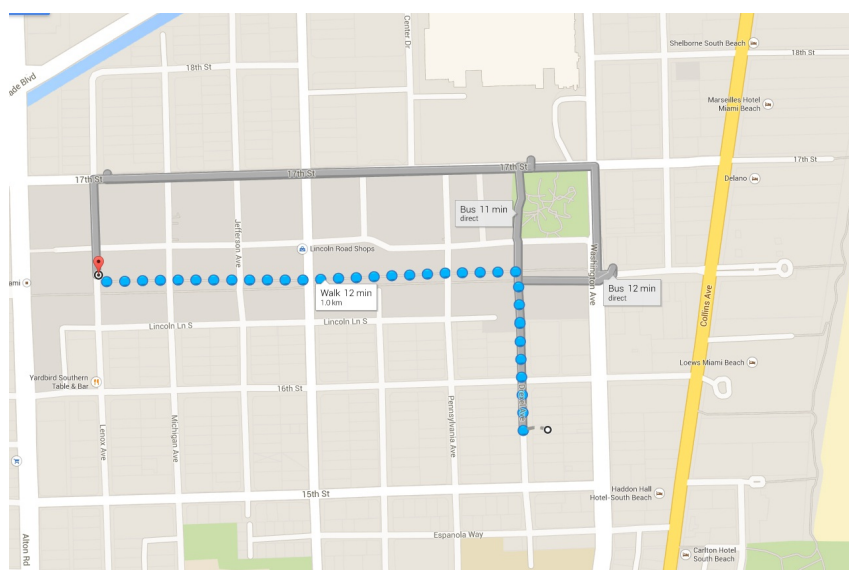 Shelborne South Beach
Center Dr
18th St
18th St
ade Blvd
Marseilles Hotel
Miami Beach
17th St
17th St
17th St
17th St
Delano
Bus 11 min
direct
Jefferson Ave
Lincoln Road Shops
Washington Ave
ami
Walk 12 min
1.0 km
Bus 12 min
direct
Collins Ave
Lincoln Ln S
Lincoln Ln S
Loews Miami Beach
Yardbird Southern
Table & Bar
16th St
16th St
Lenox Ave
Michigan Ave
Pennsylvania Ave
15th St
Haddon Hall
Hotel-South Beach
Alton Rd
Espanola Way
Carlton Hotel
South Beach